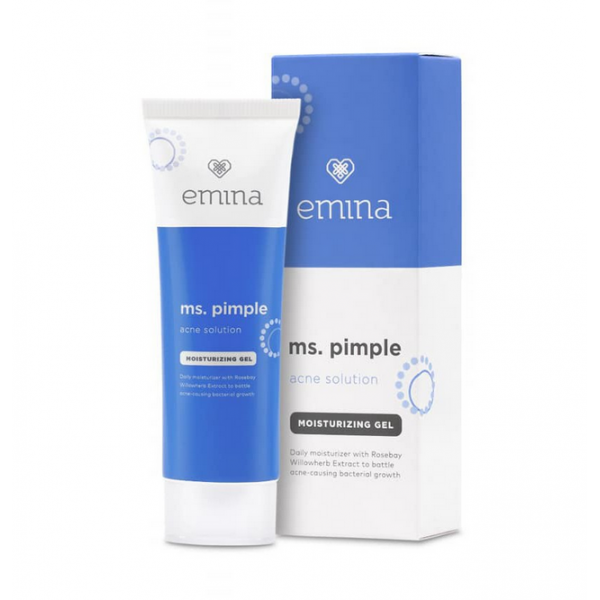 emina
ms. pimple
acne solution
MOISTURIZING GEL
Daily moisturizer with Rosebay
Willowherb Extract to battle
acne-causing bacterial growth
emina
ms. pimple
acne solution
MOISTURIZING GEL
Daily moisturizer with Rosebay
Willowherb Extract to battle
acne-causing bacterial growth